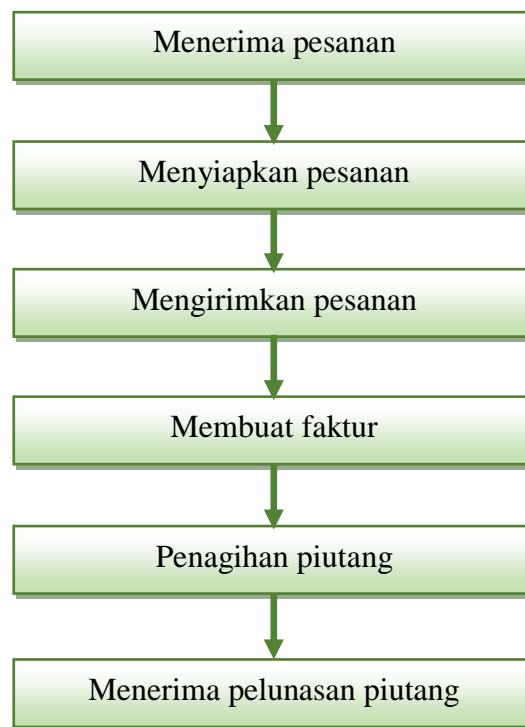 Menerima pesanan
Menyiapkan pesanan
Mengirimkan pesanan
Membuat faktur
Penagihan piutang
Menerima pelunasan piutang